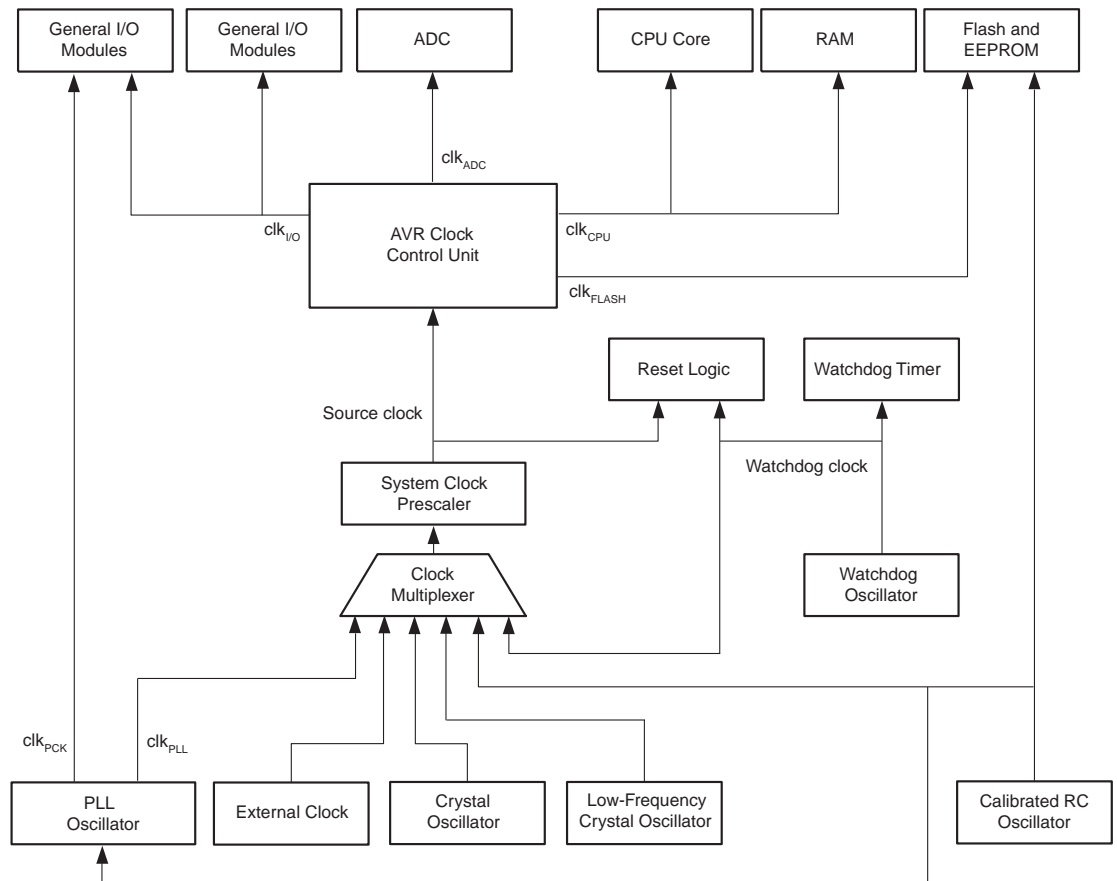 General I/O
Modules
General I/O
Modules
ADC
CPU Core
RAM
Flash and
EEPROM
clkADC
clkI/O
AVR Clock
Control Unit
clkCPU
clkFLASH
Reset Logic
Watchdog Timer
Source clock
Watchdog clock
System Clock
Prescaler
Clock
Multiplexer
Watchdog
Oscillator
clkPCK
clkPLL
PLL
Oscillator
External Clock
Crystal
Oscillator
Low-Frequency
Crystal Oscillator
Calibrated RC
Oscillator